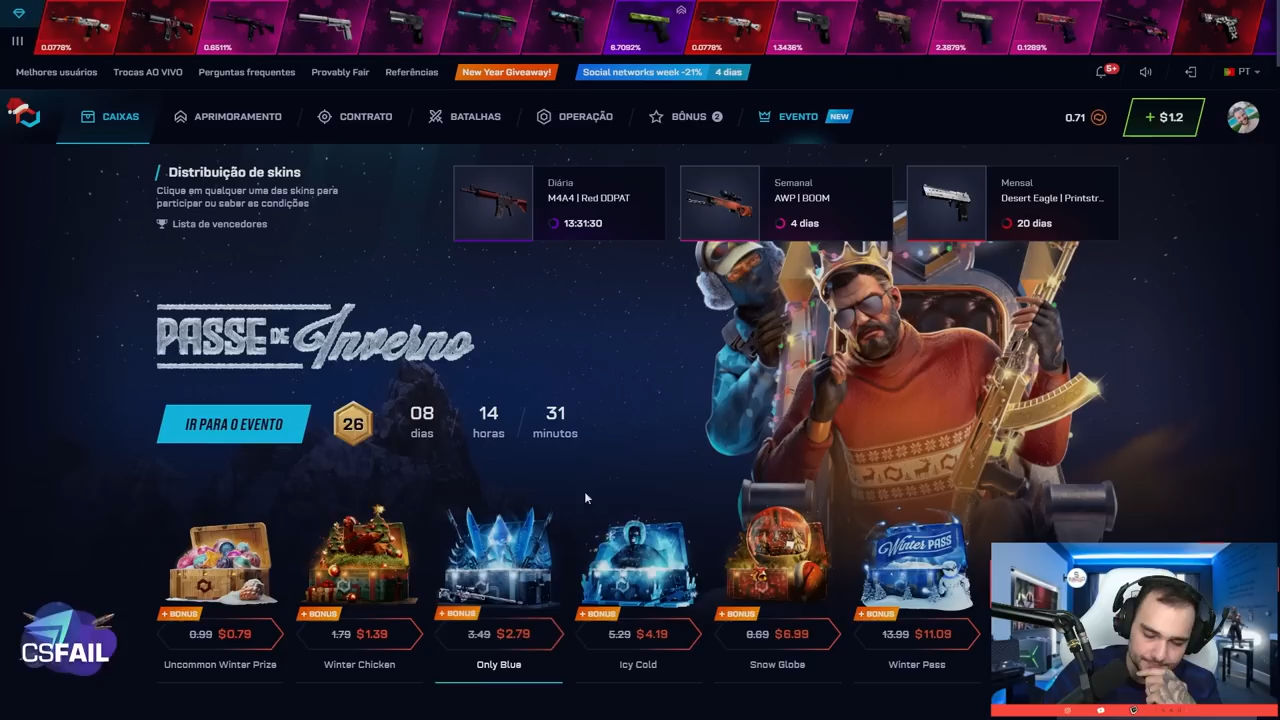 0.0778%
0.6511%
6.7092%
0.0778%
1.3436%
2.3879%
0.1289%
Melhores usuários
Trocas AO VIVO
Perguntas frequentes
Provably Fair
Referências
New Year Giveaway!
Social networks week -21%
4 dias
5+
PT
CAIXAS
APRIMORAMENTO
CONTRATO
BATALHAS
OPERAÇÃO
BÔNUS 2
EVENTO NEW
0.71
+ $1.2
Distribuição de skins
Clique em qualquer uma das skins para
participar ou saber as condições
Lista de vencedores
Diária
M4A4 | Red DDPAT
13:31:30
Semanal
AWP | BOOM
4 dias
Mensal
Desert Eagle | Printstr...
20 dias
PASSE DE Inverno
IR PARA O EVENTO
26
08
dias
14
horas
31
minutos
Winter PASS
+ BONUS
0.99 $0.79
Uncommon Winter Prize
+ BONUS
1.79 $1.39
Winter Chicken
+ BONUS
3.49 $2.79
Only Blue
+ BONUS
5.29 $4.19
Icy Cold
+ BONUS
8.69 $6.99
Snow Globe
+ BONUS
13.99 $11.09
Winter Pass
CSFAIL